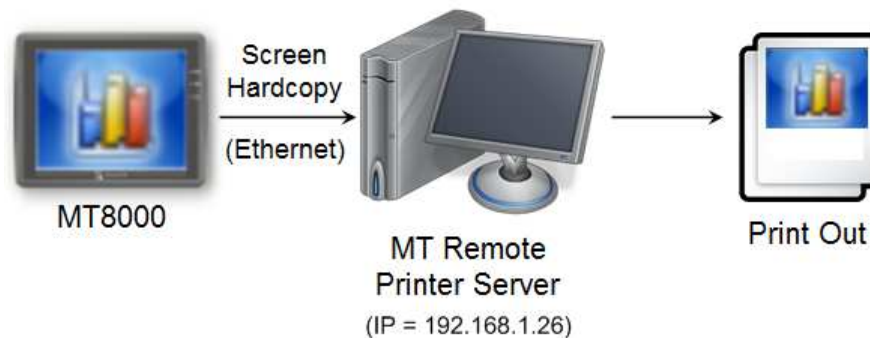 Screen
Hardcopy
(Ethernet)
MT8000
MT Remote
Printer Server
(IP = 192.168.1.26)
Print Out